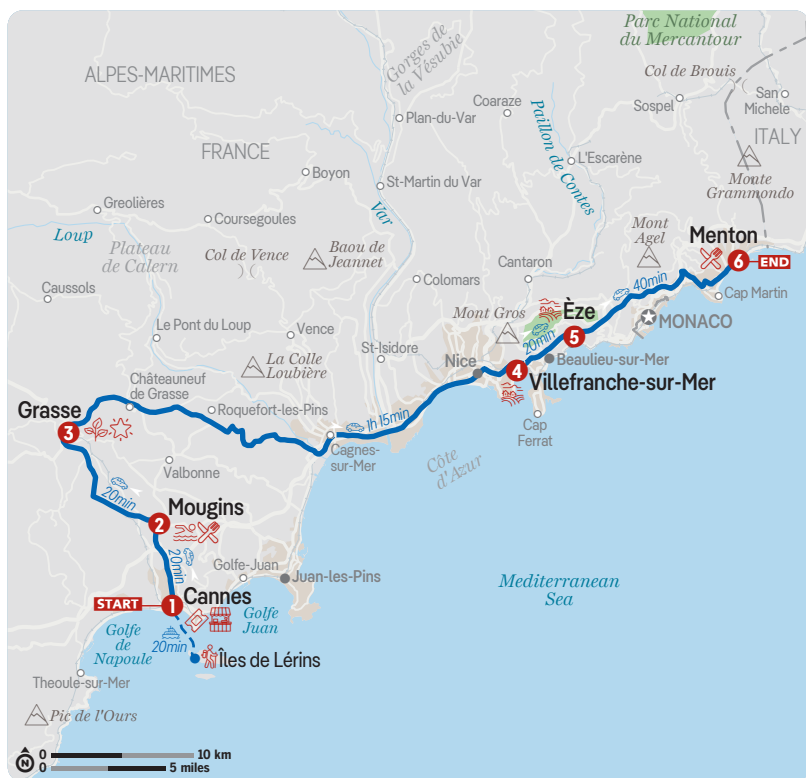 Parc National
du Mercantour
Gorges de
la Vésubie
Col de Brouis
ALPES-MARITIMES
Coaraze
Sospel
San
Michele
Plan-du-Var
Paillon de Contes
ITALY
FRANCE
L'Escarène
Monte
Grammondo
Boyon
St-Martin du Var
Greolières
Coursegoules
Var
Mont
Agel
Menton
Loup
Plateau
de Calern
Col de Vence
Baou de
Jeannet
6
END
Cantaron
Colomars
40min
Cap Martin
Caussols
Èze
Mont Gros
MONACO
Le Pont du Loup
Vence
20min
5
St-Isidore
Beaulieu-sur-Mer
La Colle
Loubière
Nice
4
Villefranche-sur-Mer
Châteauneuf
de Grasse
Grasse
Roquefort-les-Pins
1h 15min
Cap
Ferrat
3
Cagnes-
sur-Mer
Valbonne
Côte
d'Azur
20min
Mougins
2
20min
Golfe-Juan
Juan-les-Pins
Mediterranean
Sea
START
1
Cannes
Golfe
Juan
Golfe
de
Napoule
20min
Îles de Lérins
Theoule-sur-Mer
Pic de l'Ours
N
0
10 km
0
5 miles